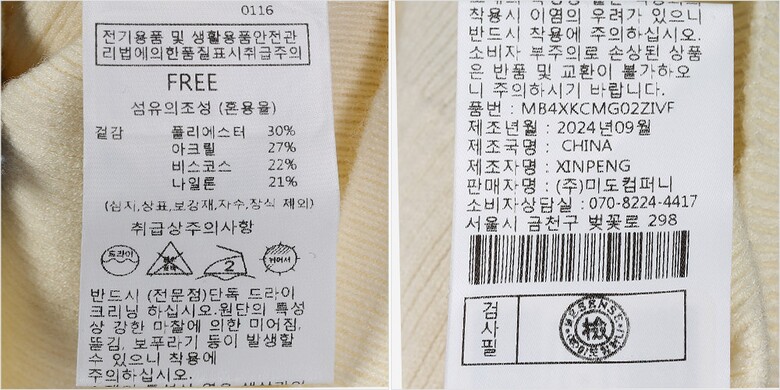 0116
전기용품 및 생활용품안전관
리법에의한품질표시취급주의
FREE
섬유의조성 (혼용율)
겉감 폴리에스터 30%
아크릴 27%
비스코스 22%
나일론 21%
(심지,상표,보강재,자수,장식 제외)
취급상주의사항
드라이
2
반드시 (전문점)단독 드라이
크리닝 하십시오.원단의 특성
상 강한 마찰에 의한 미어짐,
뜯김, 보푸라기 등이 발생할
수 있으니 착용에
주의하십시오.
착용시 이염의 우려가 있으니
반드시 착용에 주의하십시오.
소비자 부주의로 손상된 상품
은 반품 및 교환이 불가하오
니 주의하시기 바랍니다.
품번 : MB4XKCMG02ZIVF
제조년월 : 2024년09월
제조국명 : CHINA
제조자명 : XINPENG
판매자명 : (주)미도컴퍼니
소비자상담실 : 070-8224-4417
서울시 금천구 벚꽃로 298
검사필
檢